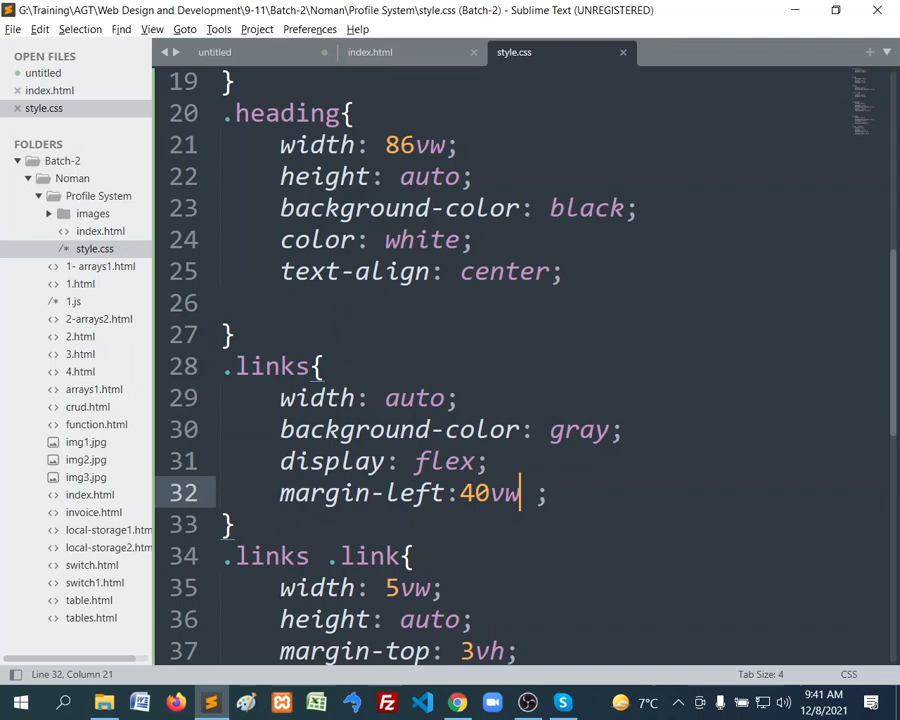 G:\Training\AGT\Web Design and Development\9-11\Batch-2\Noman\Profile System\style.css (Batch-2) - Sublime Text (UNREGISTERED)
File Edit Selection Find View Goto Tools Project Preferences Help
OPEN FILES
untitled
index.html
style.css
FOLDERS
Batch-2
Noman
Profile System
images
index.html
style.css
1- arrays1.html
1.html
1.js
2-arrays2.html
2.html
3.html
4.html
arrays1.html
crud.html
function.html
img1.jpg
img2.jpg
img3.jpg
index.html
invoice.html
local-storage1.htm
local-storage2.htm
switch.html
switch1.html
table.html
tables.html
untitled index.html style.css
19 }
20 .heading{
21 width: 86vw;
22 height: auto;
23 background-color: black;
24 color: white;
25 text-align: center;
26
27 }
28 .links{
29 width: auto;
30 background-color: gray;
31 display: flex;
32 margin-left:40vw ;
33 }
34 .links .link{
35 width: 5vw;
36 height: auto;
37 margin-top: 3vh;
Line 32, Column 21 Tab Size: 4 CSS
7°C 9:41 AM
12/8/2021